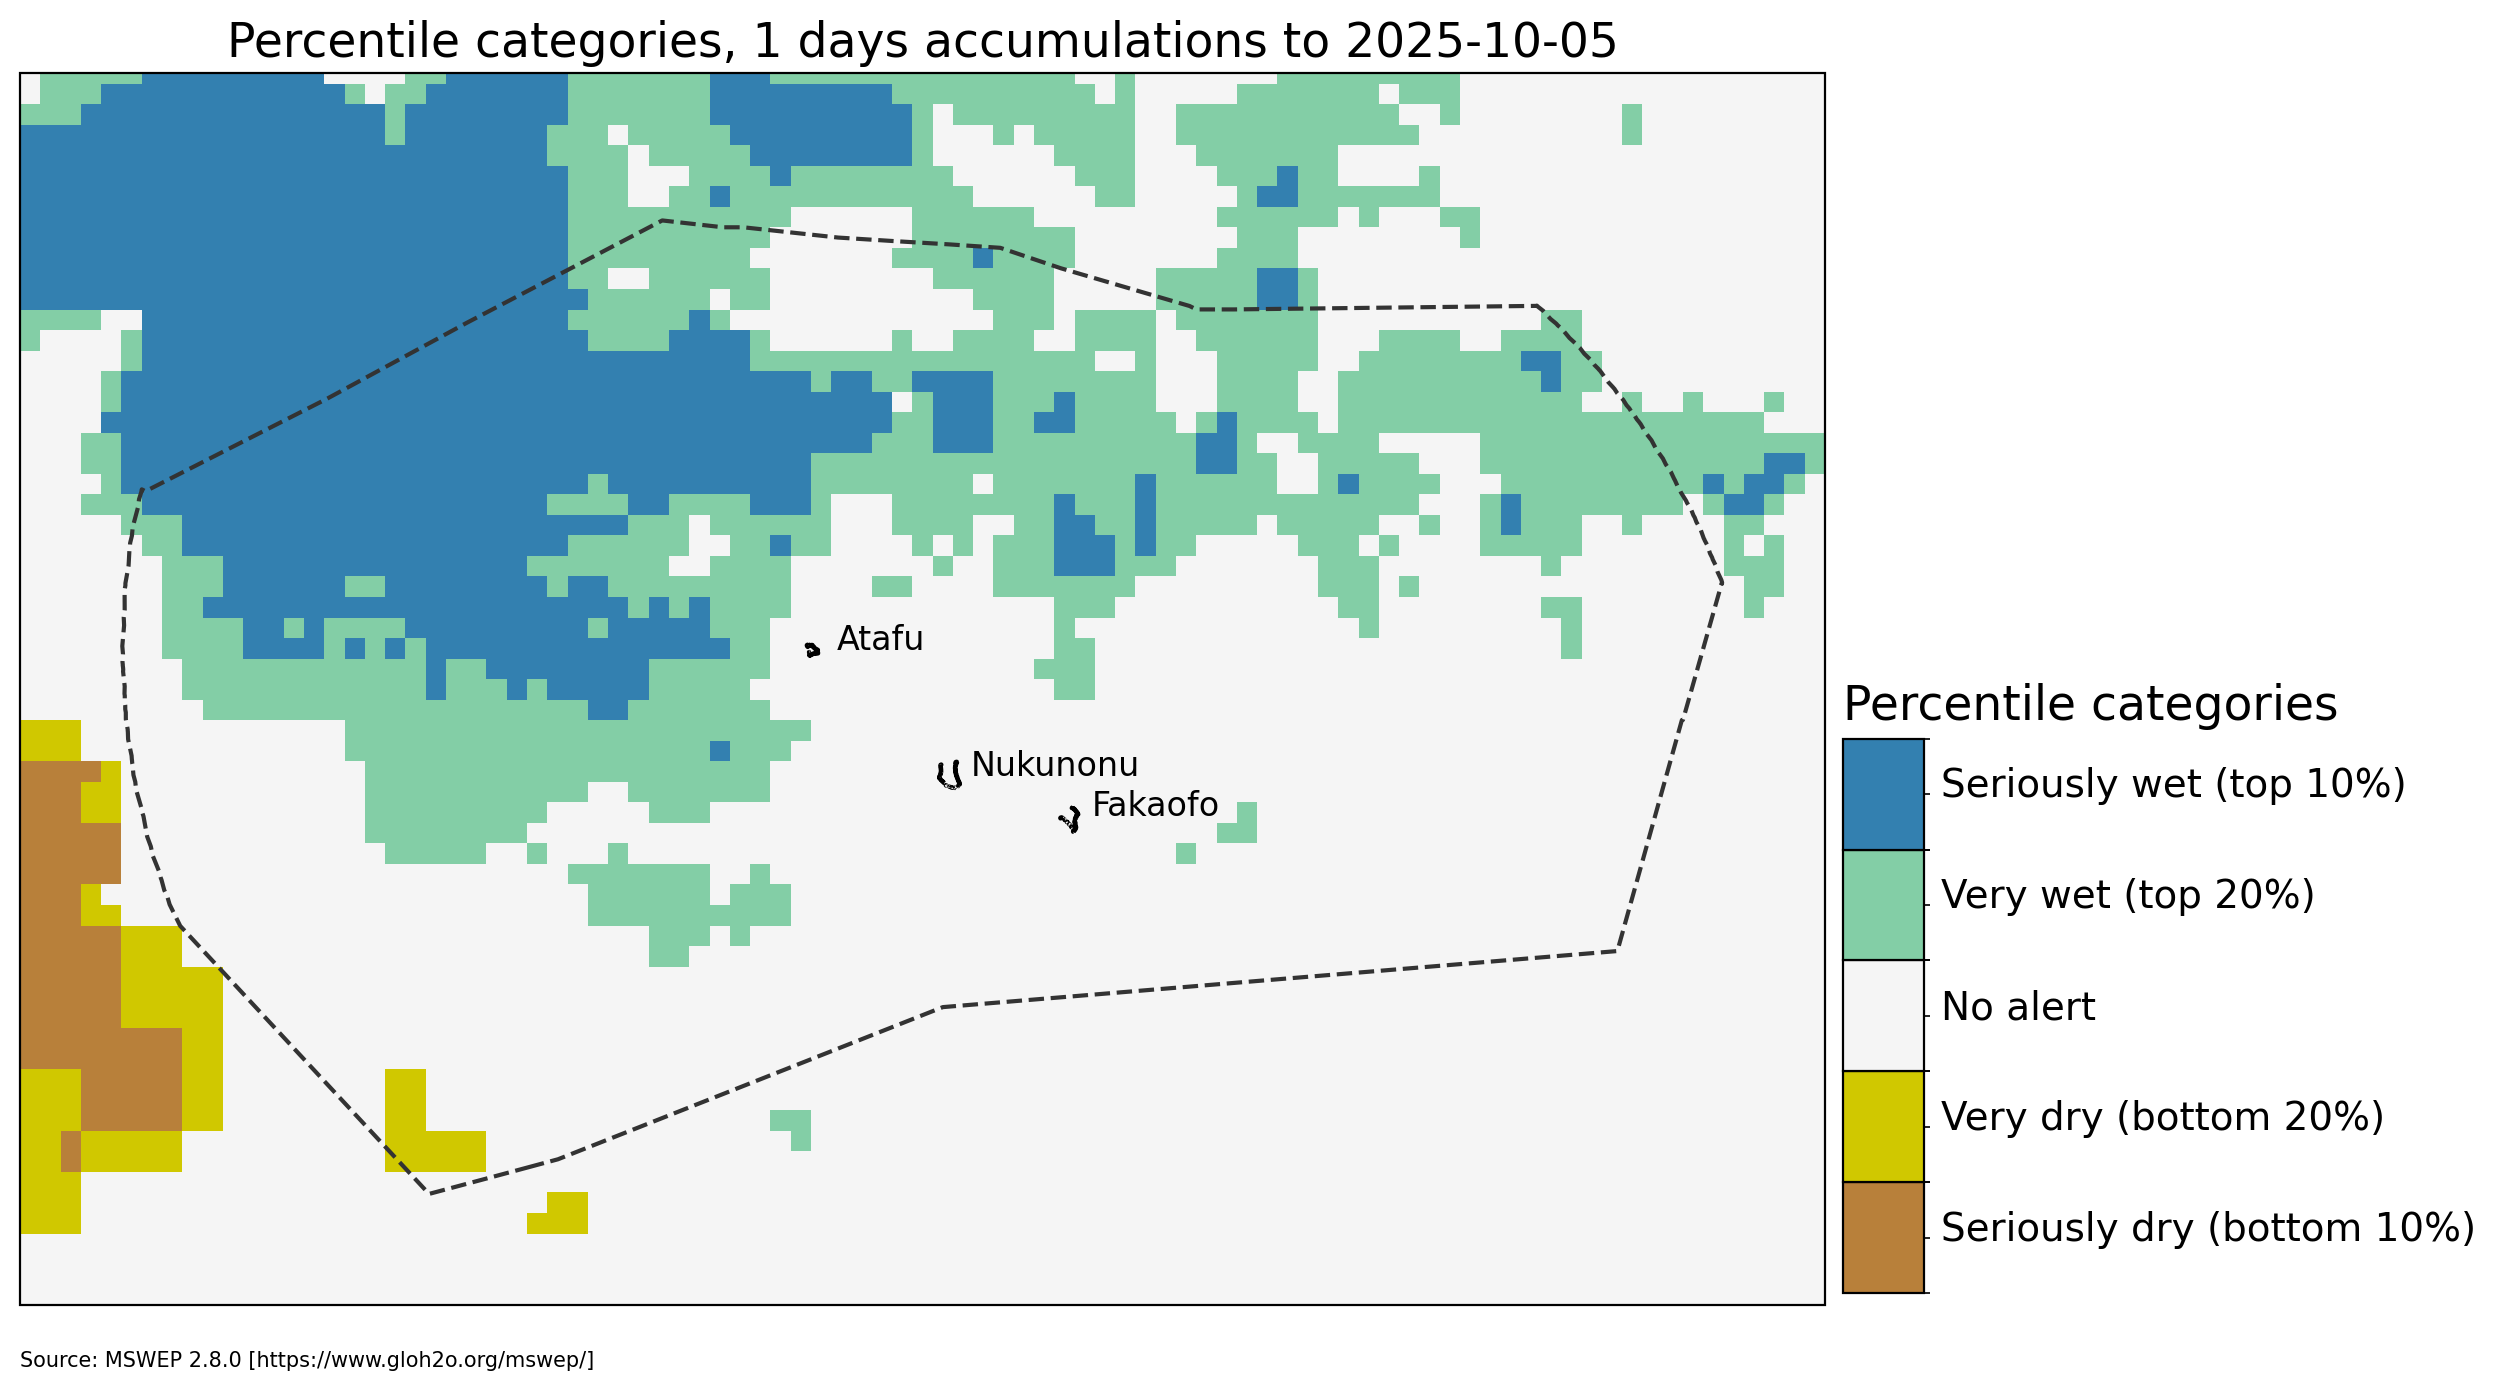 Percentile categories, 1 days accumulations to 2025-10-05
Atafu
Nukunonu
Fakaofo
Percentile categories
Seriously wet (top 10%)
Very wet (top 20%)
No alert
Very dry (bottom 20%)
Seriously dry (bottom 10%)
Source: MSWEP 2.8.0 [https://www.gloh2o.org/mswep/]